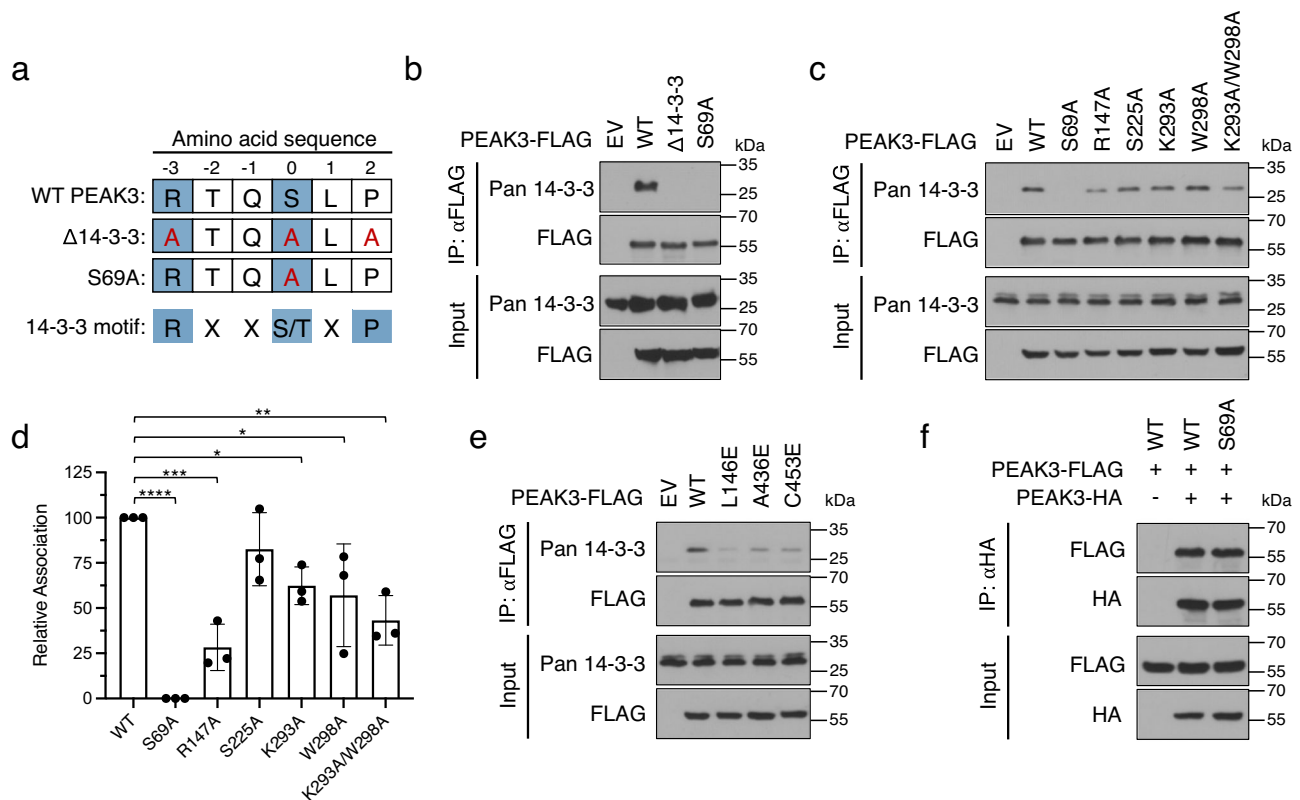 a
Amino acid sequence
-3 -2 -1 0 1 2
WT PEAK3: R T Q S L P
Δ14-3-3: A T Q A L A
S69A: R T Q A L P
14-3-3 motif: R X X S/T X P
b
PEAK3-FLAG EV WT Δ14-3-3 S69A kDa
IP: αFLAG
Pan 14-3-3 35 25
FLAG 70 55
Input
Pan 14-3-3 35 25
FLAG 70 55
c
PEAK3-FLAG EV WT S69A R147A S225A K293A W298A K293A/W298A kDa
IP: αFLAG
Pan 14-3-3 35 25
FLAG 70 55
Input
Pan 14-3-3 35 25
FLAG 70 55
d
**
*
*
***
****
Relative Association
125
100
75
50
25
0
WT S69A R147A S225A K293A W298A K293A/W298A
e
PEAK3-FLAG EV WT L146E A436E C453E kDa
IP: αFLAG
Pan 14-3-3 35 25
FLAG 70 55
Input
Pan 14-3-3 35 25
FLAG 70 55
f
WT WT S69A
PEAK3-FLAG + + +
PEAK3-HA - + + kDa
IP: αHA
FLAG 70 55
HA 70 55
Input
FLAG 70 55
HA 70 55